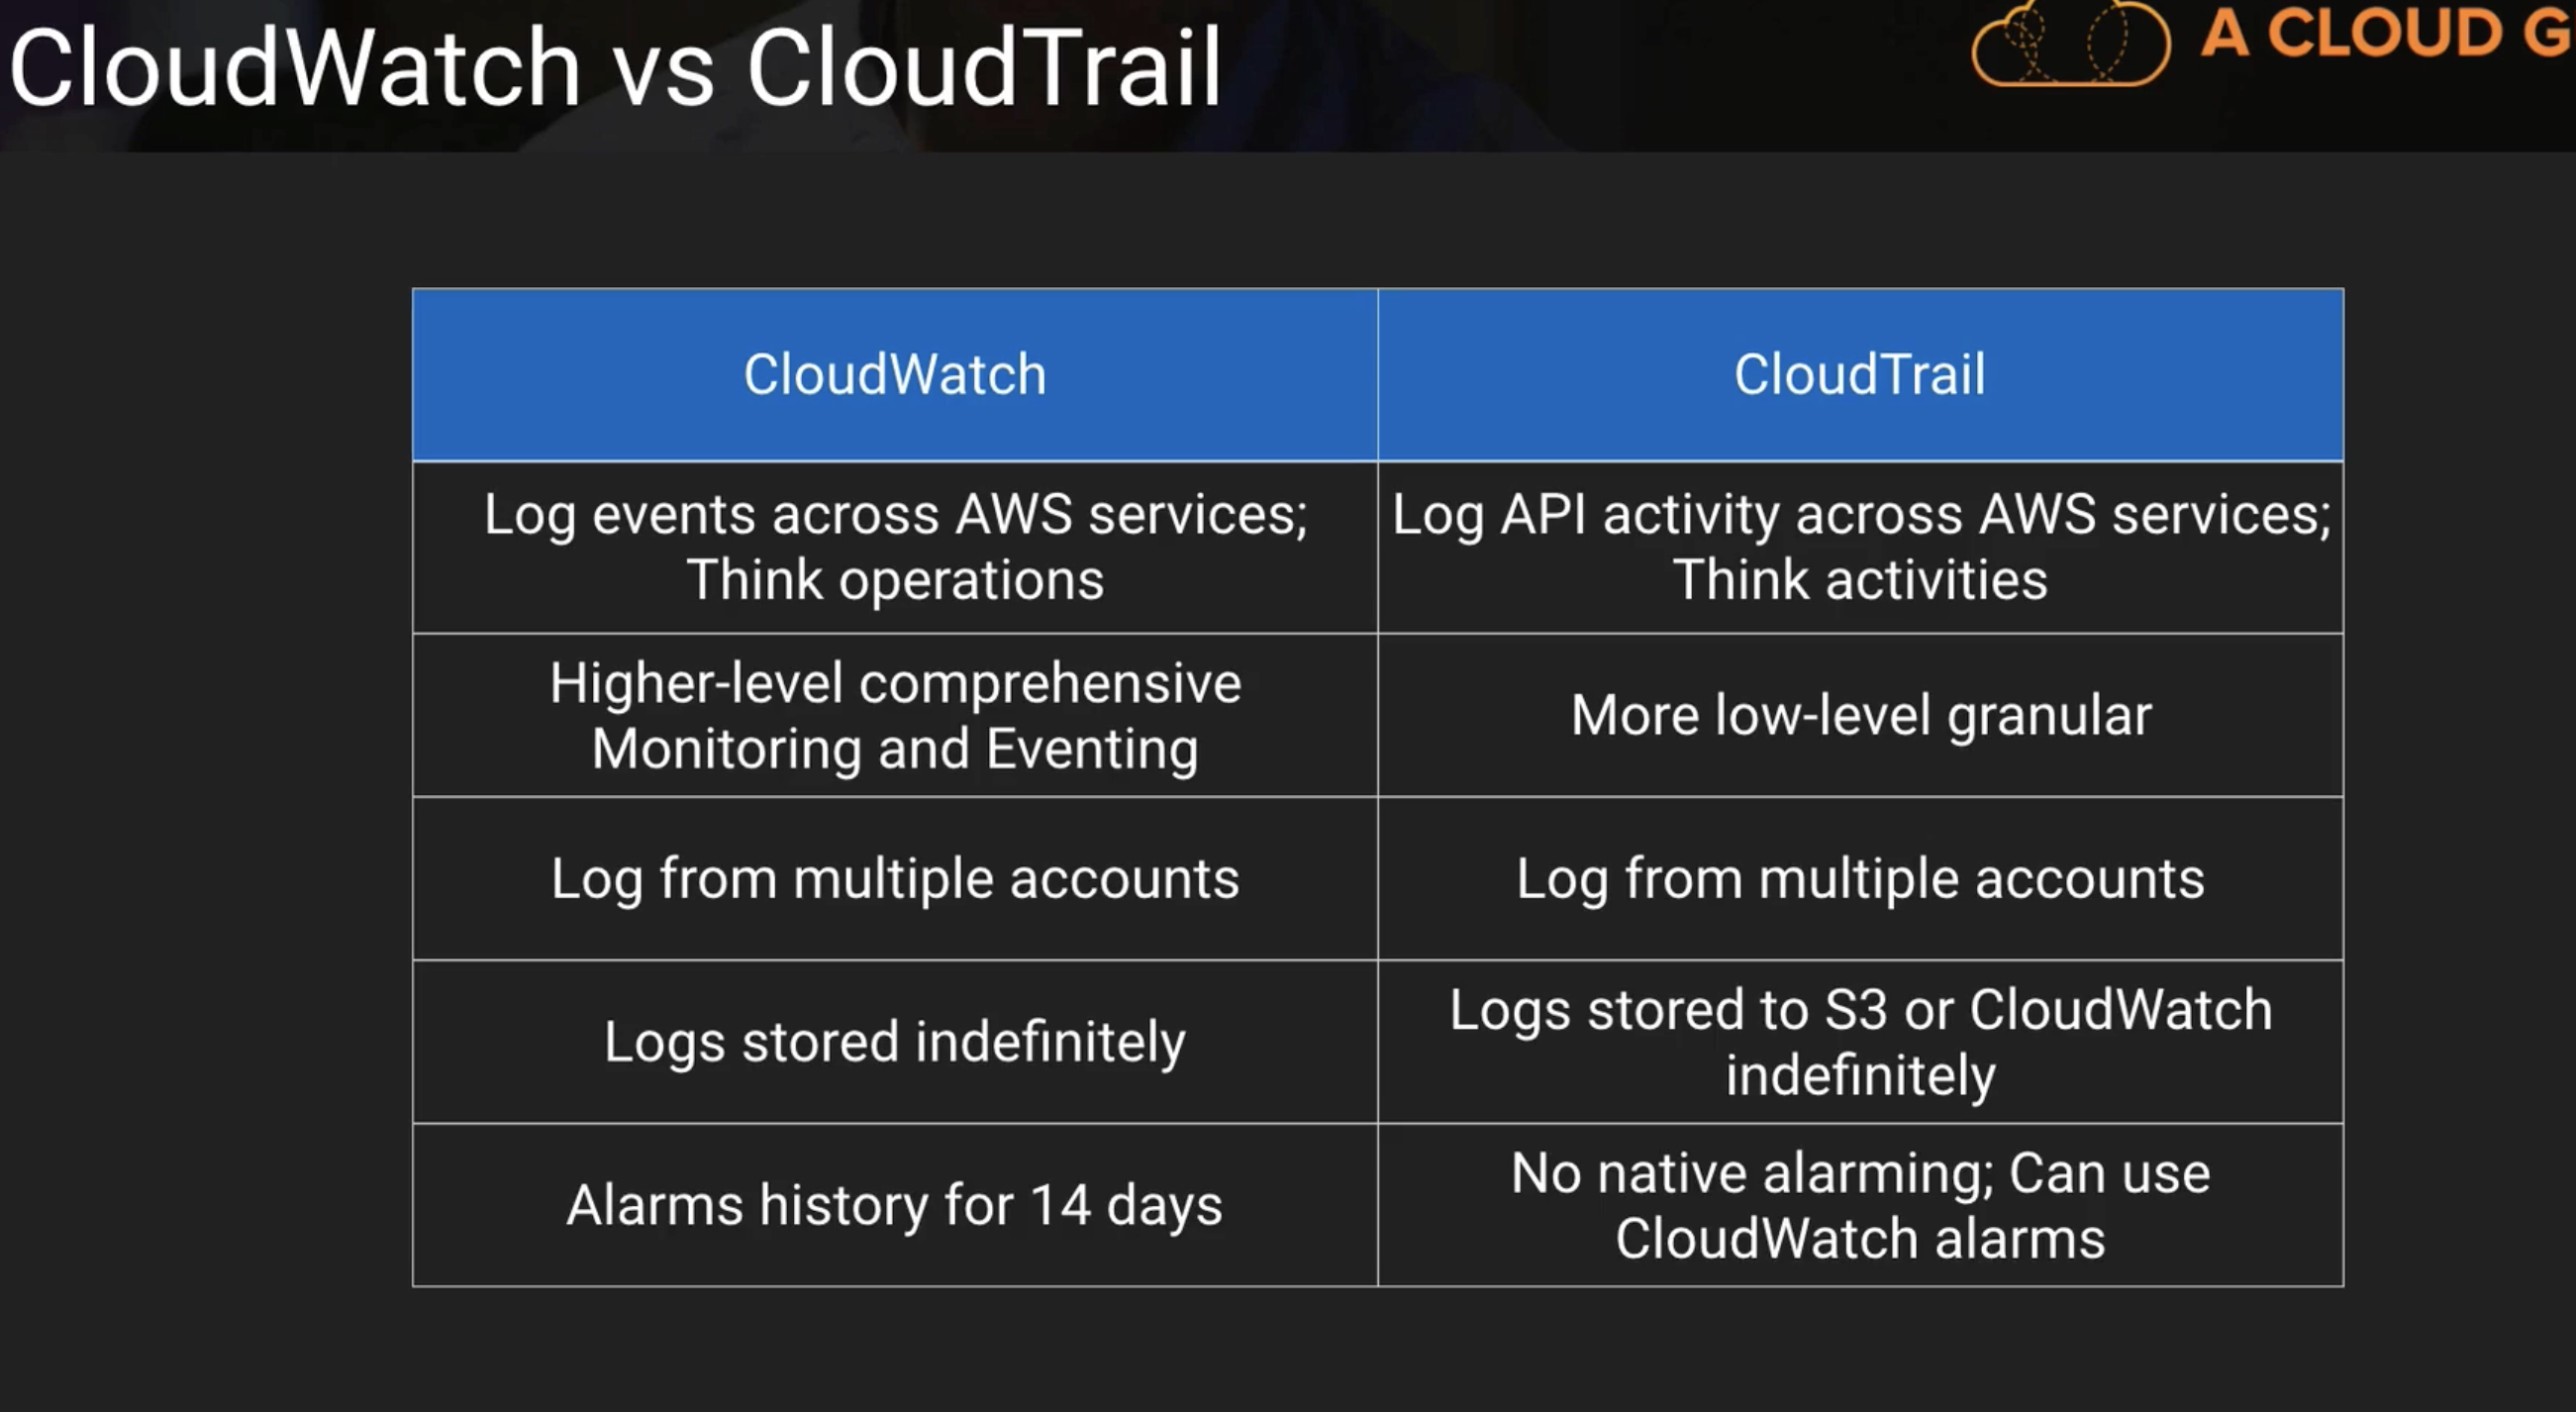 CloudWatch vs CloudTrail
A CLOUD G
CloudWatch
CloudTrail
Log events across AWS services;
Think operations
Log API activity across AWS services;
Think activities
Higher-level comprehensive
Monitoring and Eventing
More low-level granular
Log from multiple accounts
Log from multiple accounts
Logs stored indefinitely
Logs stored to S3 or CloudWatch
indefinitely
Alarms history for 14 days
No native alarming; Can use
CloudWatch alarms